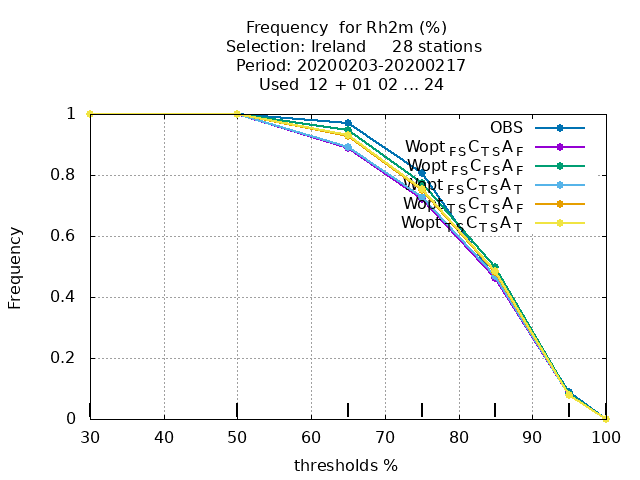 Frequency for Rh2m (%)
Selection: Ireland 28 stations
Period: 20200203-20200217
Used 12 + 01 02 ... 24
1
0.8
0.6
0.4
0.2
0
Frequency
OBS
Wopt FS C TS A F
Wopt FS C FS A F
Wopt FS C TS A T
Wopt TS C TS A F
Wopt TS C TS A T
30 40 50 60 70 80 90 100
thresholds %